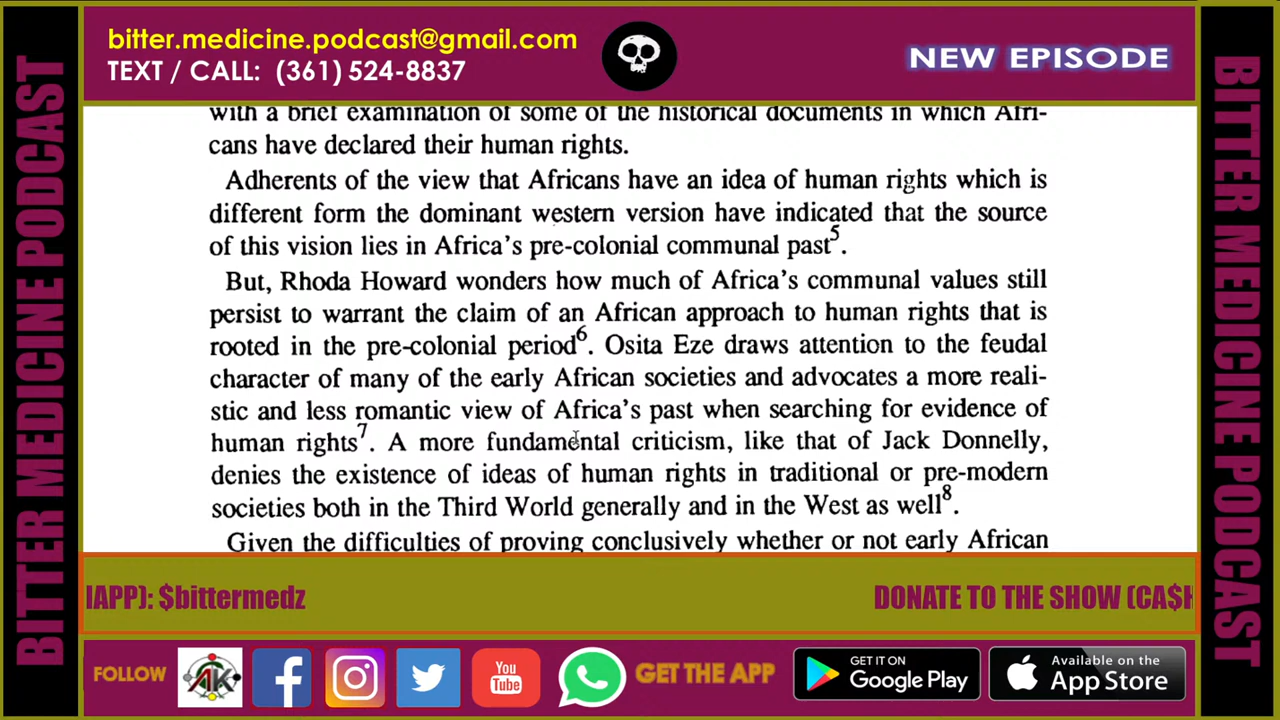 bitter.medicine.podcast@gmail.com
TEXT / CALL: (361) 524-8837
NEW EPISODE
BITTER MEDICINE PODCAST
with a brief examination of some of the historical documents in which Afri-
cans have declared their human rights.
Adherents of the view that Africans have an idea of human rights which is
different form the dominant western version have indicated that the source
of this vision lies in Africa's pre-colonial communal past5.
But, Rhoda Howard wonders how much of Africa's communal values still
persist to warrant the claim of an African approach to human rights that is
rooted in the pre-colonial period6. Osita Eze draws attention to the feudal
character of many of the early African societies and advocates a more reali-
stic and less romantic view of Africa's past when searching for evidence of
human rights7. A more fundamental criticism, like that of Jack Donnelly,
denies the existence of ideas of human rights in traditional or pre-modern
societies both in the Third World generally and in the West as well8.
Given the difficulties of proving conclusively whether or not early African
BITTER MEDICINE PODCAST
APP): $bittermedz
DONATE TO THE SHOW (CA$H
FOLLOW
ATK
You
Tube
GET THE APP
GET IT ON
Google Play
Available on the
App Store